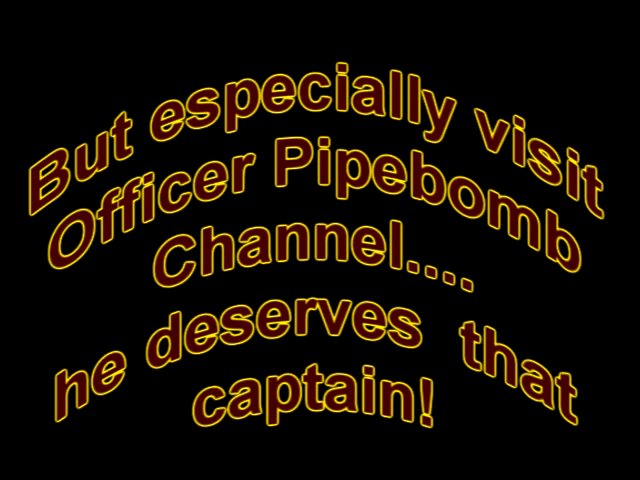 But especially visit
Officer Pipebomb
Channel....
he deserves that
captain!